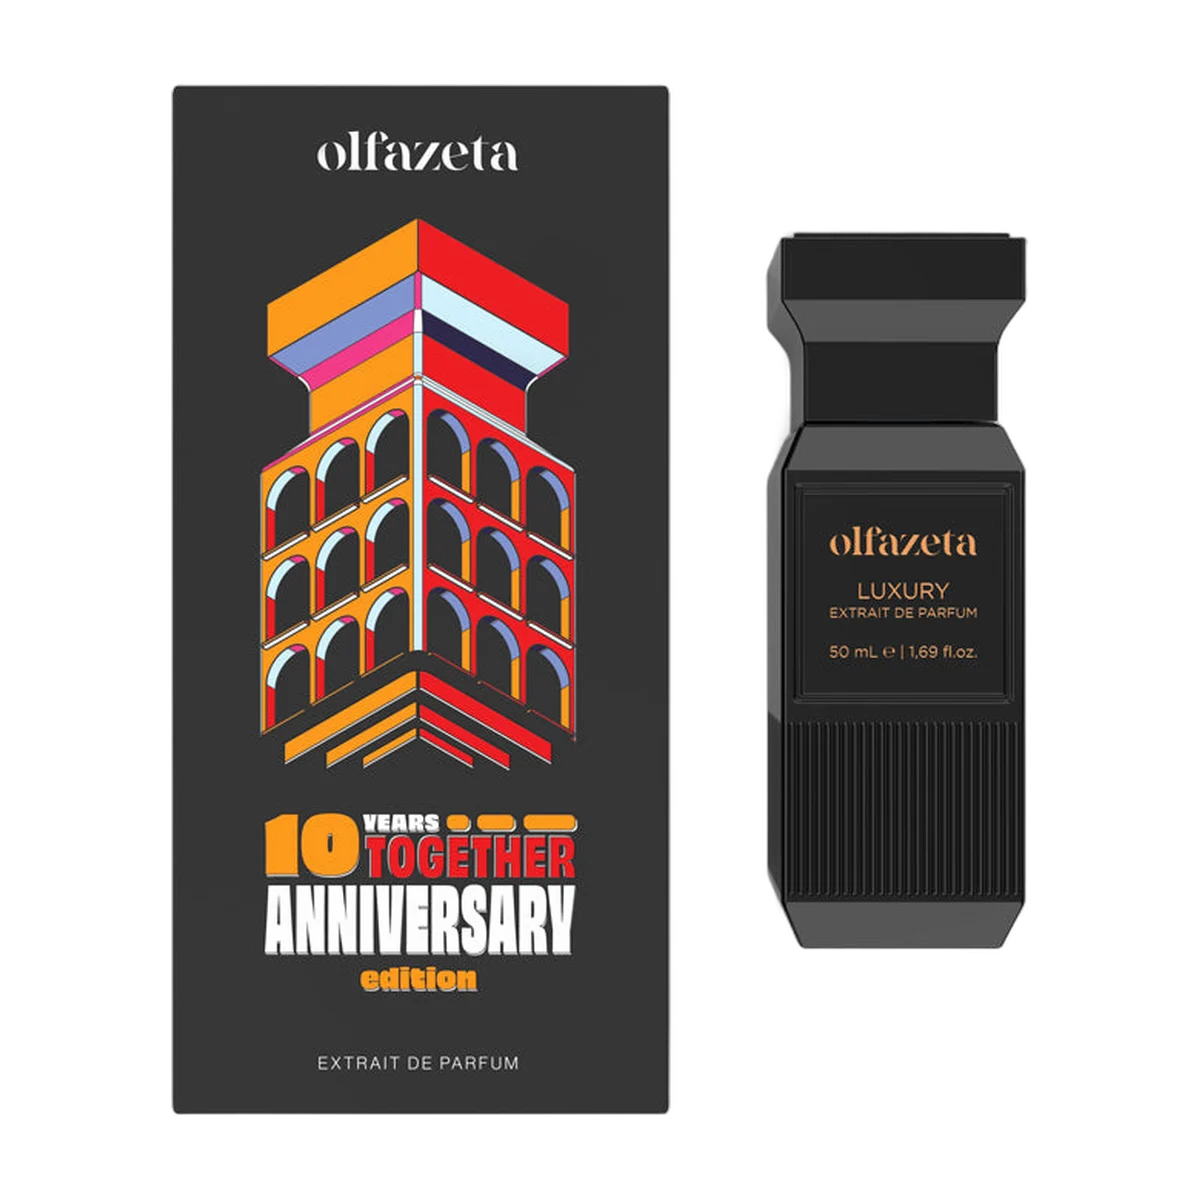 olfazeta
10 YEARS
TOGETHER
ANNIVERSARY
edition
EXTRAIT DE PARFUM
olfazeta
LUXURY
EXTRAIT DE PARFUM
50 mL ℮ | 1,69 fl.oz.